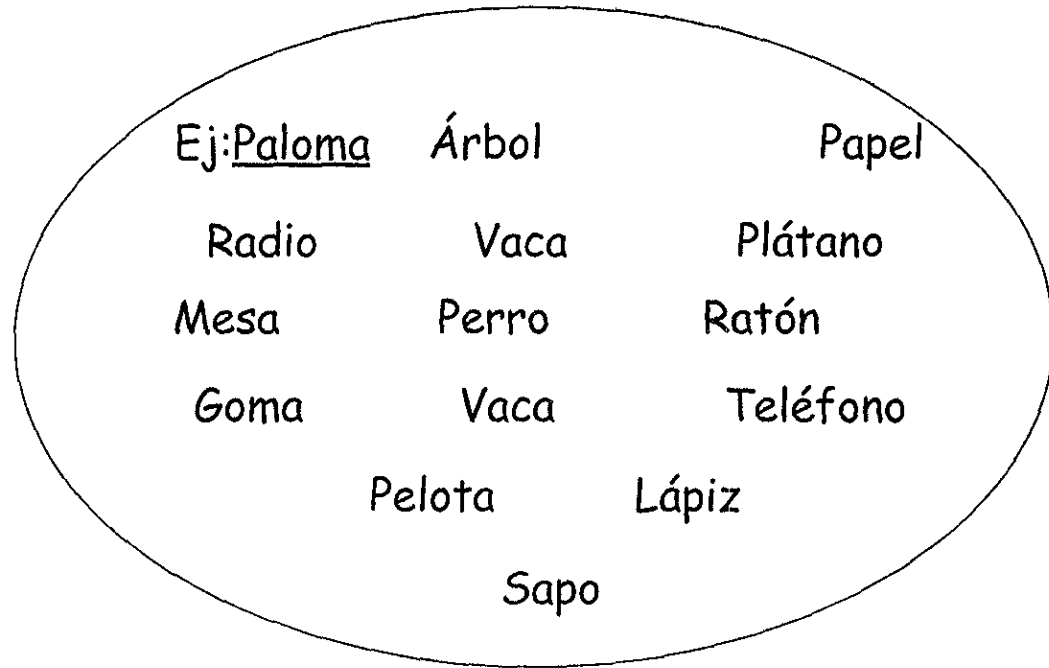 Ej:Paloma Árbol Papel
Radio Vaca Plátano
Mesa Perro Ratón
Goma Vaca Teléfono
Pelota Lápiz
Sapo